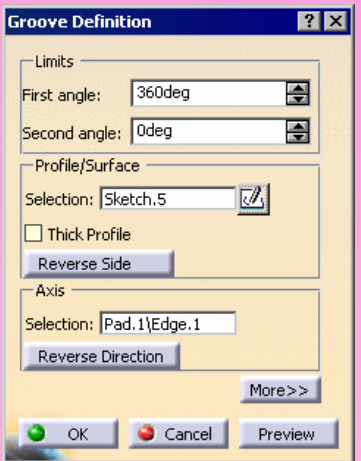 Groove Definition
Limits
First angle: 360deg
Second angle: 0deg
Profile/Surface
Selection: Sketch.5
Thick Profile
Reverse Side
Axis
Selection: Pad.1\Edge.1
Reverse Direction
More>>
OK Cancel Preview